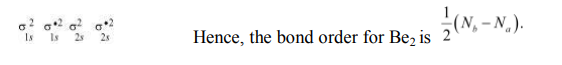 σ²1s σ*²1s σ²2s σ*²2s
Hence, the bond order for Be₂ is ½(N_b − N_a).